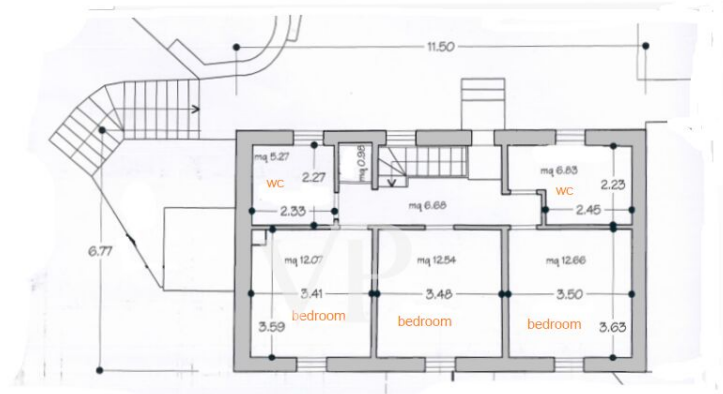 11.50
mq 5.27
wc
2.27
2.33
mq 0.98
mq 6.68
mq 6.83
wc
2.23
2.45
6.77
mq 12.07
3.41
bedroom
3.59
mq 12.54
3.48
bedroom
mq 12.66
3.50
bedroom
3.63
VP